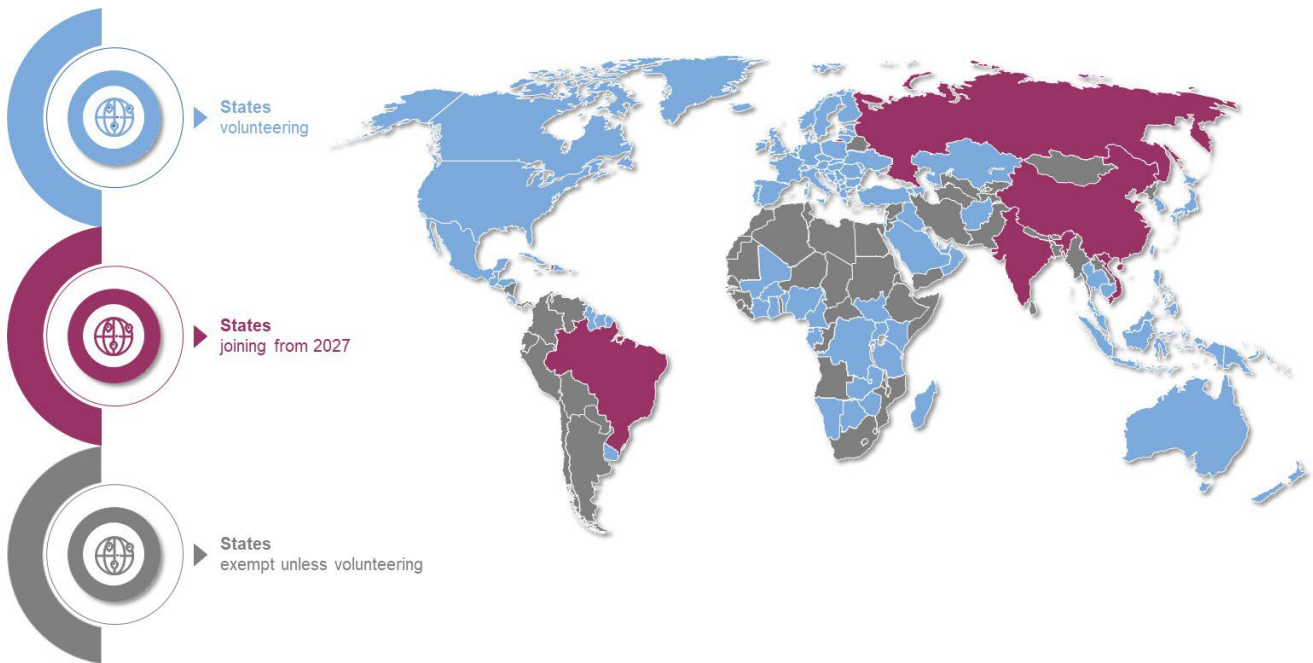 States
volunteering
States
joining from 2027
States
exempt unless volunteering